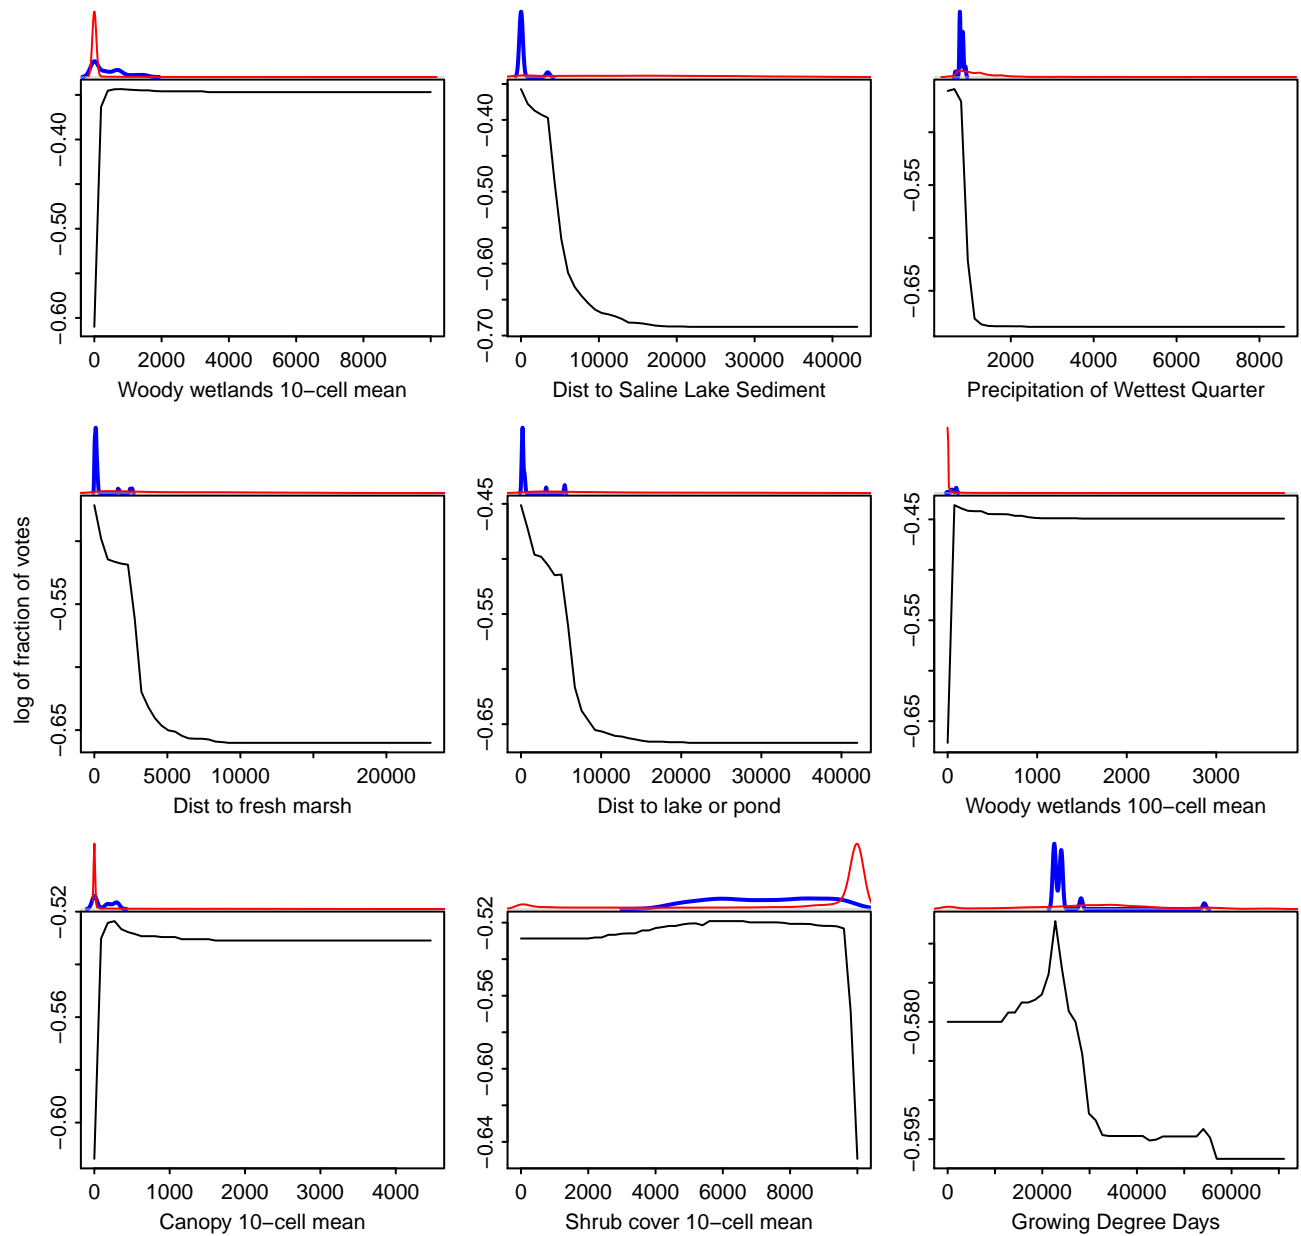 −0.60 −0.50 −0.40
0 2000 4000 6000 8000
Woody wetlands 10−cell mean
−0.70 −0.60 −0.50 −0.40
0 10000 20000 30000 40000
Dist to Saline Lake Sediment
−0.65 −0.55
2000 4000 6000 8000
Precipitation of Wettest Quarter
log of fraction of votes
−0.65 −0.55
0 5000 10000 20000
Dist to fresh marsh
−0.65 −0.55 −0.45
0 10000 20000 30000 40000
Dist to lake or pond
−0.65 −0.55 −0.45
0 1000 3000
Woody wetlands 100−cell mean
−0.60 −0.56 −0.52
0 1000 2000 3000 4000
Canopy 10−cell mean
−0.64 −0.60 −0.56 −0.52
0 2000 4000 6000 8000
Shrub cover 10−cell mean
−0.595 −0.580
0 20000 40000 60000
Growing Degree Days